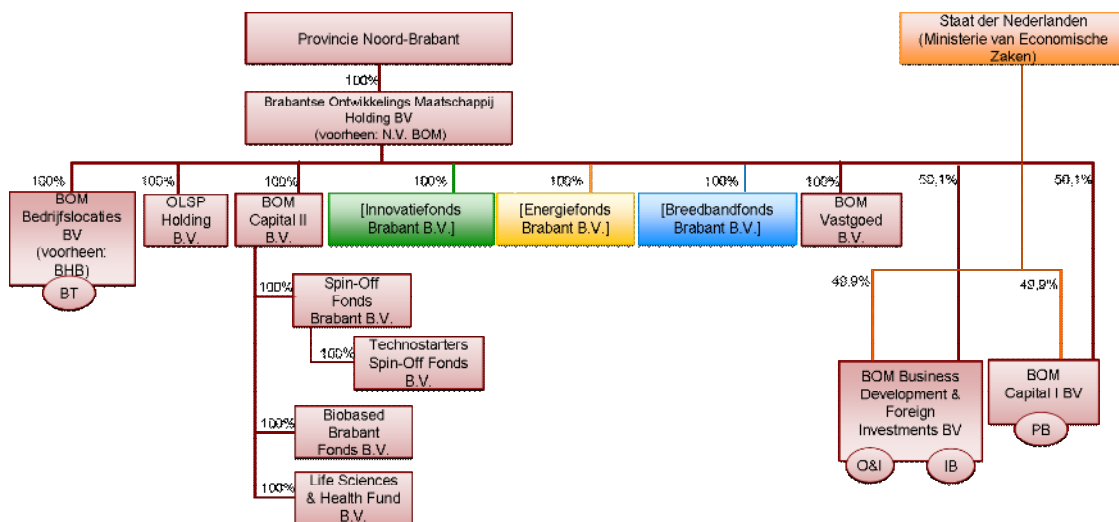 Provincie Noord-Brabant
Staat der Nederlanden
(Ministerie van Economische
Zaken)
100%
Brabantse Ontwikkelings Maatschappij
Holding BV
(voorheen: N.V. BOM)
100%
100%
100%
100%
100%
100%
100%
50,1%
50,1%
BOM
Bedrijfslocaties
BV
(voorheen:
BHB)
BT
OLSP
Holding
B.V.
BOM
Capital II
B.V.
[Innovatiefonds
Brabant B.V.]
[Energiefonds
Brabant B.V.]
[Breedbandfonds
Brabant B.V.]
BOM
Vastgoed
B.V.
49,9%
49,9%
100%
Spin-Off
Fonds
Brabant B.V.
100%
Technostarters
Spin-Off Fonds
B.V.
100%
Biobased
Brabant
Fonds B.V.
100%
Life Sciences
& Health Fund
B.V.
BOM Business
Development &
Foreign
Investments BV
O&I
IB
BOM
Capital I BV
PB